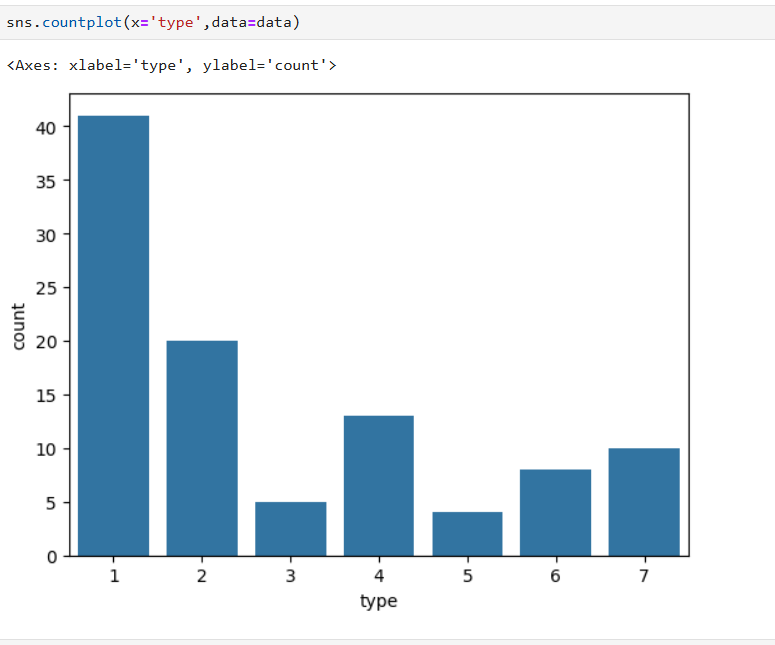 sns.countplot(x='type',data=data)
<Axes: xlabel='type', ylabel='count'>
40
35
30
25
20
15
10
5
0
count
1 2 3 4 5 6 7
type